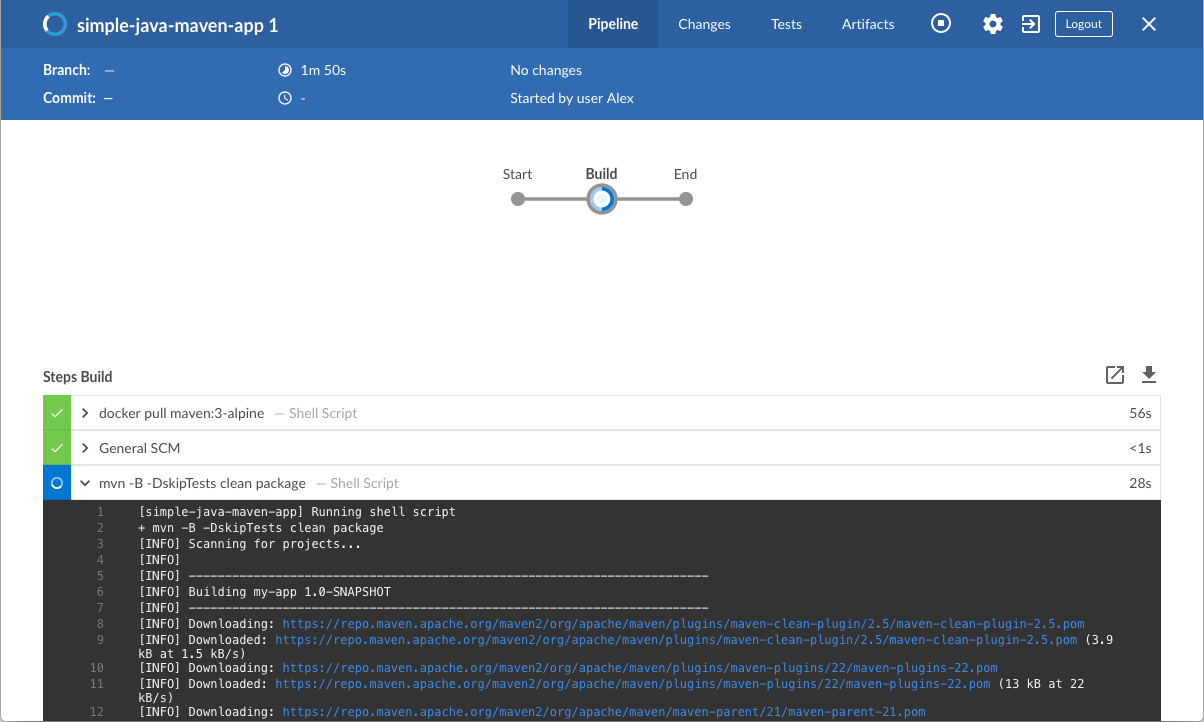 simple-java-maven-app 1
Pipeline Changes Tests Artifacts Logout
Branch: — 1m 50s No changes
Commit: — - Started by user Alex
Start Build End
Steps Build
docker pull maven:3-alpine — Shell Script 56s
General SCM <1s
mvn -B -DskipTests clean package — Shell Script 28s
1 [simple-java-maven-app] Running shell script
2 + mvn -B -DskipTests clean package
3 [INFO] Scanning for projects...
4 [INFO]
5 [INFO] ------------------------------------------------------------------------
6 [INFO] Building my-app 1.0-SNAPSHOT
7 [INFO] ------------------------------------------------------------------------
8 [INFO] Downloading: https://repo.maven.apache.org/maven2/org/apache/maven/plugins/maven-clean-plugin/2.5/maven-clean-plugin-2.5.pom
9 [INFO] Downloaded: https://repo.maven.apache.org/maven2/org/apache/maven/plugins/maven-clean-plugin/2.5/maven-clean-plugin-2.5.pom (3.9
kB at 1.5 kB/s)
10 [INFO] Downloading: https://repo.maven.apache.org/maven2/org/apache/maven/plugins/maven-plugins/22/maven-plugins-22.pom
11 [INFO] Downloaded: https://repo.maven.apache.org/maven2/org/apache/maven/plugins/maven-plugins/22/maven-plugins-22.pom (13 kB at 22
kB/s)
12 [INFO] Downloading: https://repo.maven.apache.org/maven2/org/apache/maven/maven-parent/21/maven-parent-21.pom